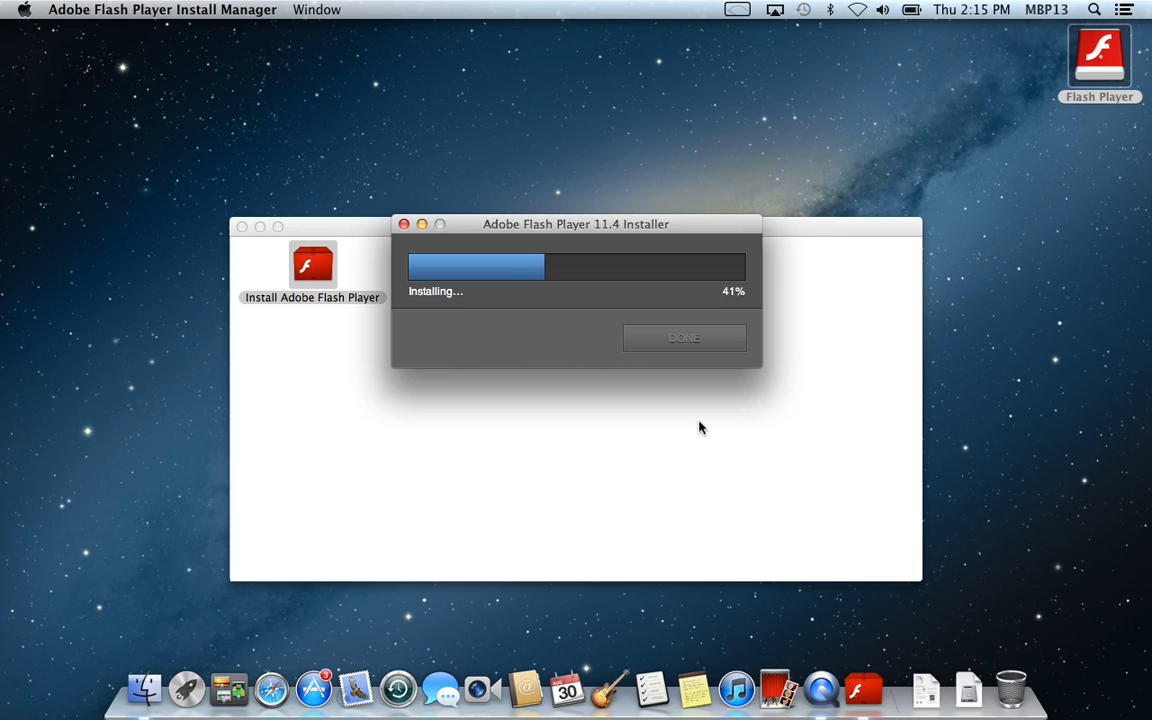 Adobe Flash Player Install Manager Window Thu 2:15 PM MBP13
Flash Player
Adobe Flash Player 11.4 Installer
Installing...
41%
DONE
Install Adobe Flash Player
3
30